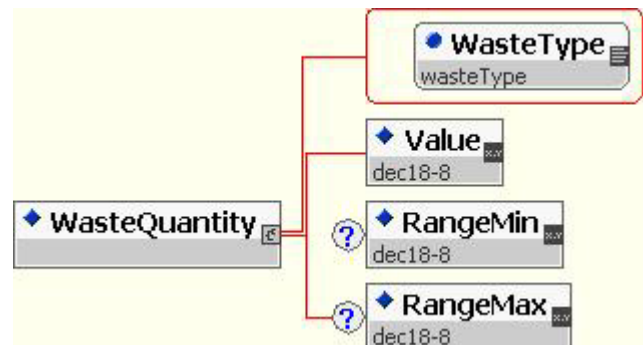 WasteType
wasteType
Value
dec18-8
WasteQuantity
?
RangeMin
dec18-8
?
RangeMax
dec18-8